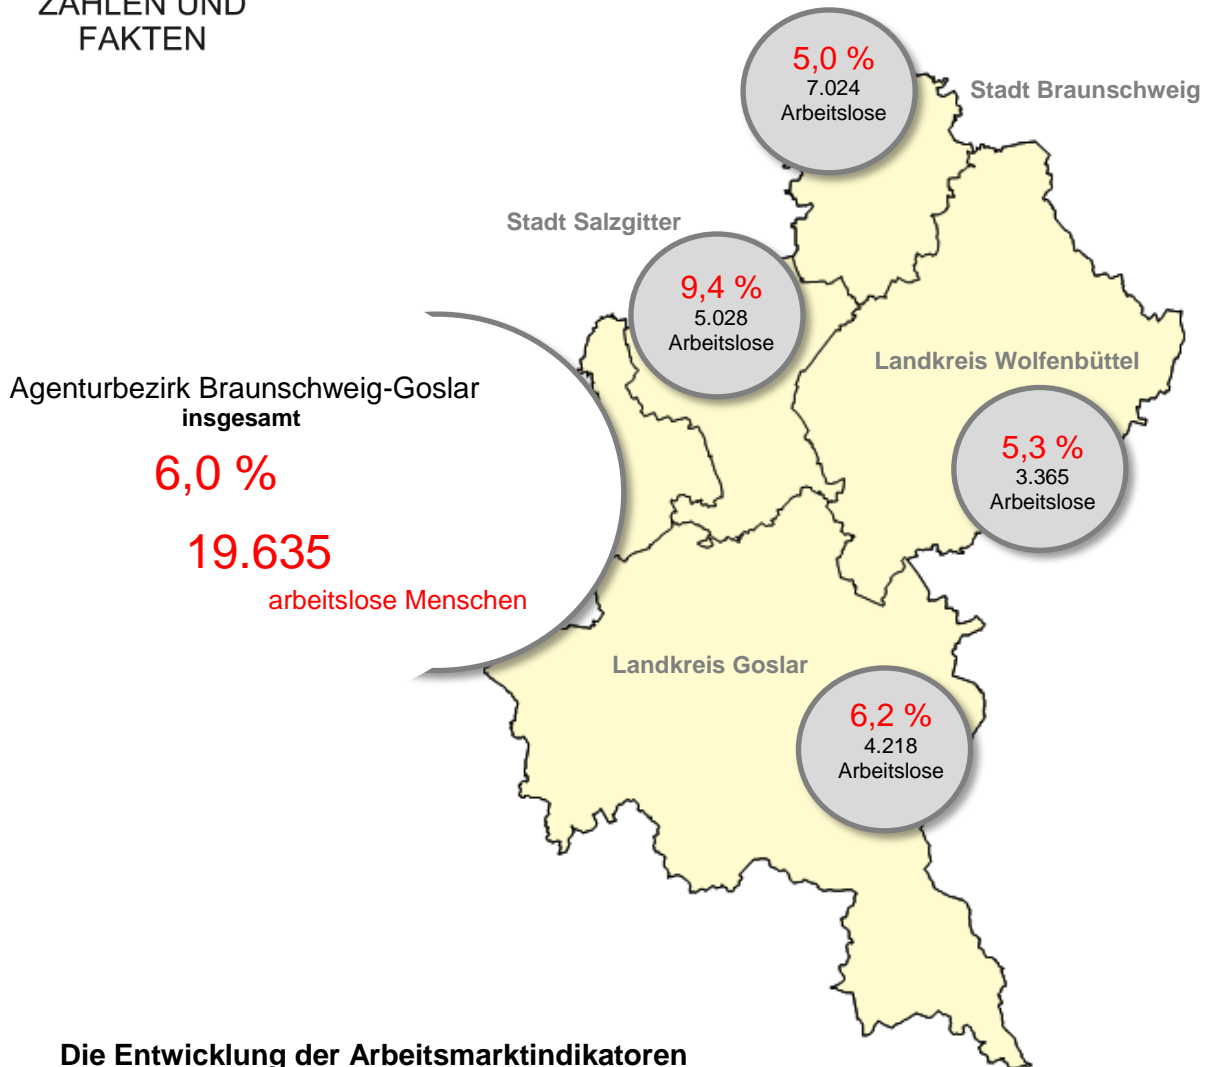 ZAHLEN UND
FAKTEN
5,0 %
7.024
Arbeitslose
Stadt Braunschweig
Stadt Salzgitter
9,4 %
5.028
Arbeitslose
Landkreis Wolfenbüttel
5,3 %
3.365
Arbeitslose
Agenturbezirk Braunschweig-Goslar
insgesamt
6,0 %
19.635
arbeitslose Menschen
Landkreis Goslar
6,2 %
4.218
Arbeitslose
Die Entwicklung der Arbeitsmarktindikatoren